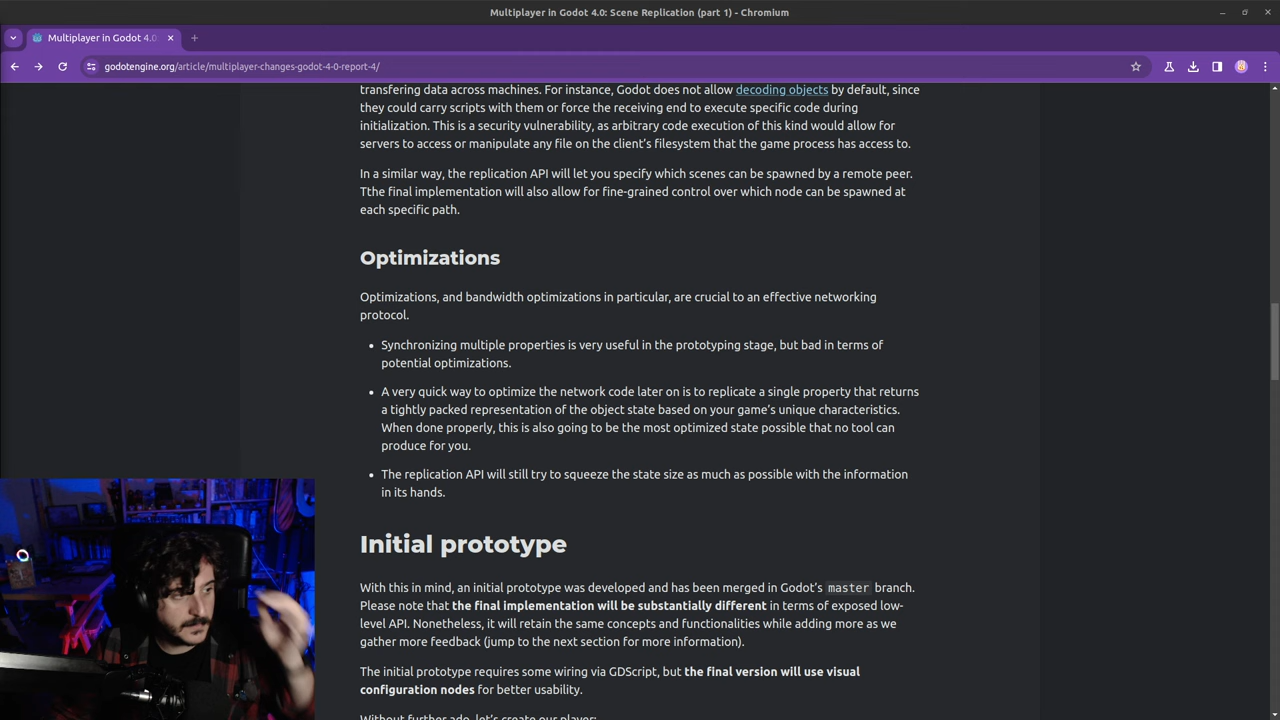 Multiplayer in Godot 4.0: Scene Replication (part 1) - Chromium
Multiplayer in Godot 4.0:
godotengine.org/article/multiplayer-changes-godot-4-0-report-4/
transfering data across machines. For instance, Godot does not allow decoding objects by default, since
they could carry scripts with them or force the receiving end to execute specific code during
initialization. This is a security vulnerability, as arbitrary code execution of this kind would allow for
servers to access or manipulate any file on the client's filesystem that the game process has access to.
In a similar way, the replication API will let you specify which scenes can be spawned by a remote peer.
Tthe final implementation will also allow for fine-grained control over which node can be spawned at
each specific path.
Optimizations
Optimizations, and bandwidth optimizations in particular, are crucial to an effective networking
protocol.
• Synchronizing multiple properties is very useful in the prototyping stage, but bad in terms of
potential optimizations.
• A very quick way to optimize the network code later on is to replicate a single property that returns
a tightly packed representation of the object state based on your game's unique characteristics.
When done properly, this is also going to be the most optimized state possible that no tool can
produce for you.
• The replication API will still try to squeeze the state size as much as possible with the information
in its hands.
Initial prototype
With this in mind, an initial prototype was developed and has been merged in Godot's master branch.
Please note that the final implementation will be substantially different in terms of exposed low-
level API. Nonetheless, it will retain the same concepts and functionalities while adding more as we
gather more feedback (jump to the next section for more information).
The initial prototype requires some wiring via GDScript, but the final version will use visual
configuration nodes for better usability.
Without further ado, let's create our player: